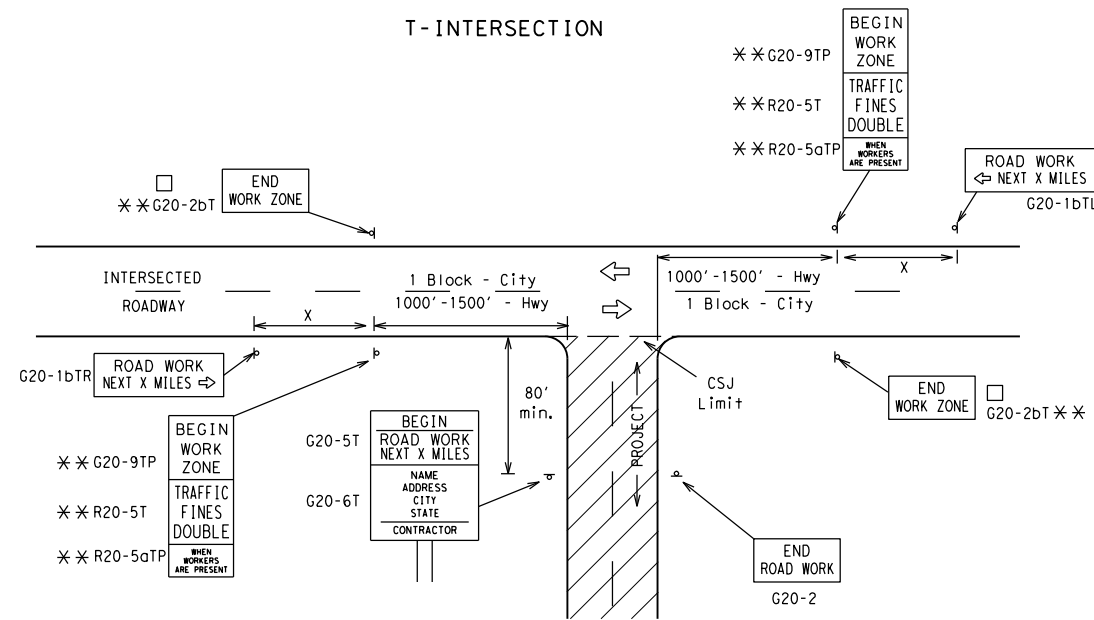 T-INTERSECTION
BEGIN
WORK
ZONE
TRAFFIC
FINES
DOUBLE
WHEN
WORKERS
ARE PRESENT
**G20-9TP
**R20-5T
**R20-5aTP
ROAD WORK
⇦ NEXT X MILES
G20-1bTL
□
**G20-2bT
END
WORK ZONE
INTERSECTED
ROADWAY
1 Block - City
1000'-1500' - Hwy
X
1000'-1500' - Hwy
1 Block - City
X
G20-1bTR
ROAD WORK
NEXT X MILES ⇨
80'
min.
CSJ
Limit
PROJECT
END
WORK ZONE
□
G20-2bT**
**G20-9TP
**R20-5T
**R20-5aTP
BEGIN
WORK
ZONE
TRAFFIC
FINES
DOUBLE
WHEN
WORKERS
ARE PRESENT
G20-5T
G20-6T
BEGIN
ROAD WORK
NEXT X MILES
NAME
ADDRESS
CITY
STATE
CONTRACTOR
END
ROAD WORK
G20-2